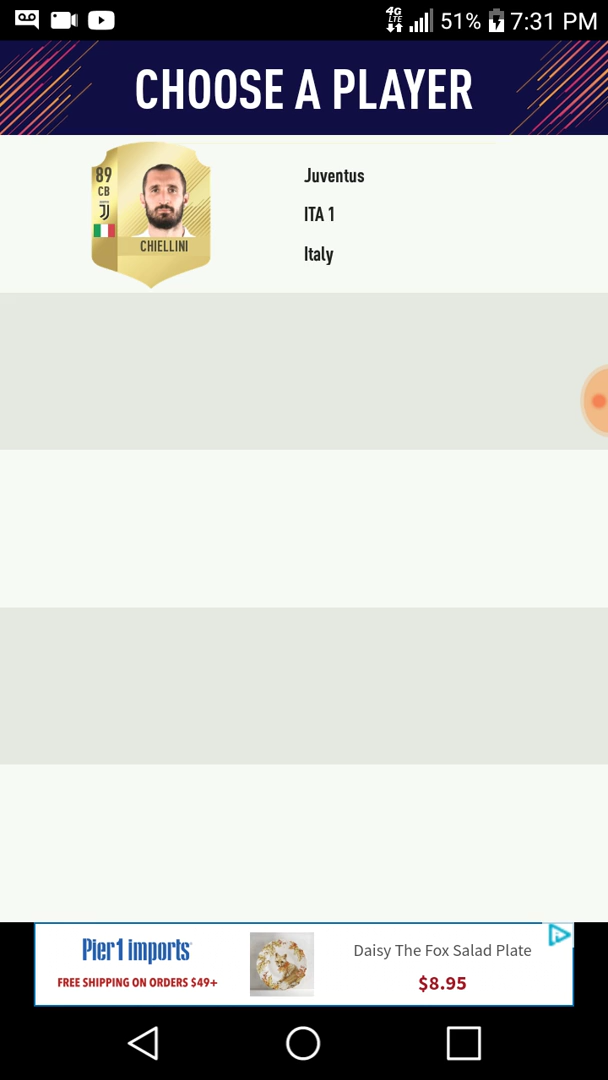 4G
LTE
51%
7:31 PM
CHOOSE A PLAYER
89
CB
CHIELLINI
Juventus
ITA 1
Italy
Pier1 imports
FREE SHIPPING ON ORDERS $49+
Daisy The Fox Salad Plate
$8.95